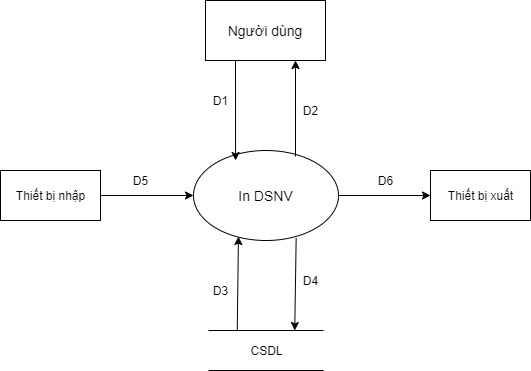 Người dùng
D1
D2
Thiết bị nhập
D5
In DSNV
D6
Thiết bị xuất
D3
D4
CSDL